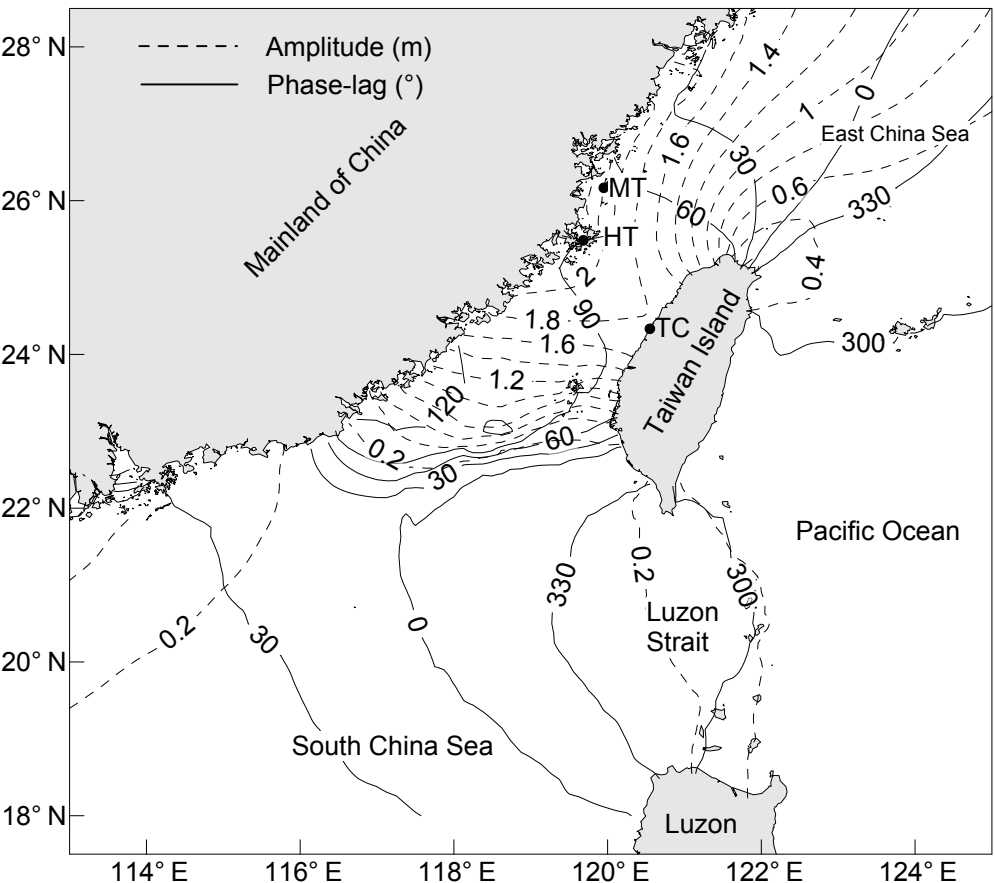 28° N
Amplitude (m)
Phase-lag (°)
1.4
0
1
East China Sea
Mainland of China
1.6
30
26° N
MT
0.6
330
60
HT
0.4
2
90
1.8
TC
24° N
1.6
300
1.2
Taiwan Island
120
60
0.2
30
22° N
Pacific Ocean
0.2
330
300
0
Luzon
Strait
0.2
30
20° N
South China Sea
18° N
Luzon
114° E
116° E
118° E
120° E
122° E
124° E